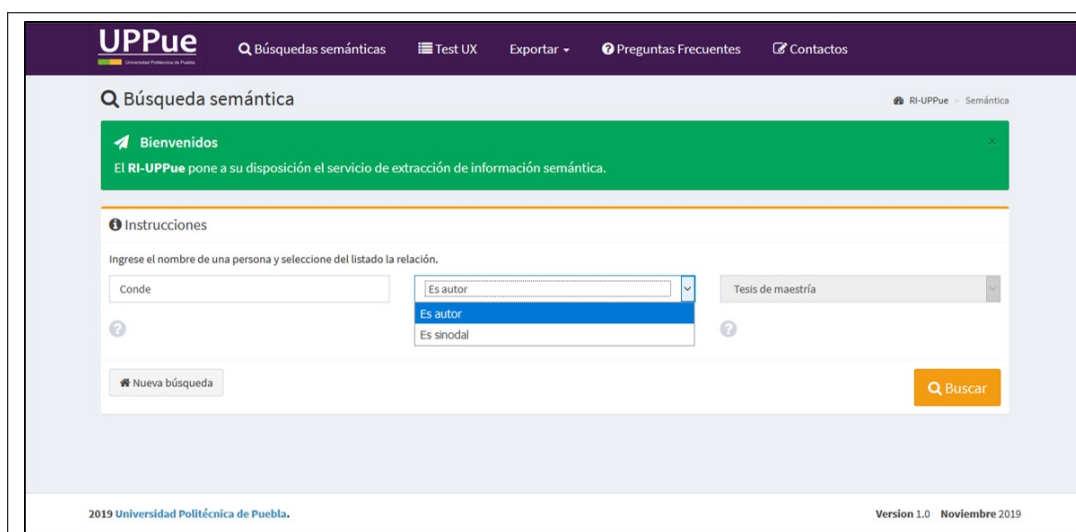 UPPue
Universidad Politécnica de Puebla
Búsquedas semánticas
Test UX
Exportar
Preguntas Frecuentes
Contactos
Búsqueda semántica
RI-UPPue > Semántica
Bienvenidos
×
El RI-UPPue pone a su disposición el servicio de extracción de información semántica.
Instrucciones
Ingrese el nombre de una persona y seleccione del listado la relación.
Conde
Es autor
Tesis de maestría
Es autor
Es sinodal
Nueva búsqueda
Buscar
2019 Universidad Politécnica de Puebla.
Version 1.0 Noviembre 2019